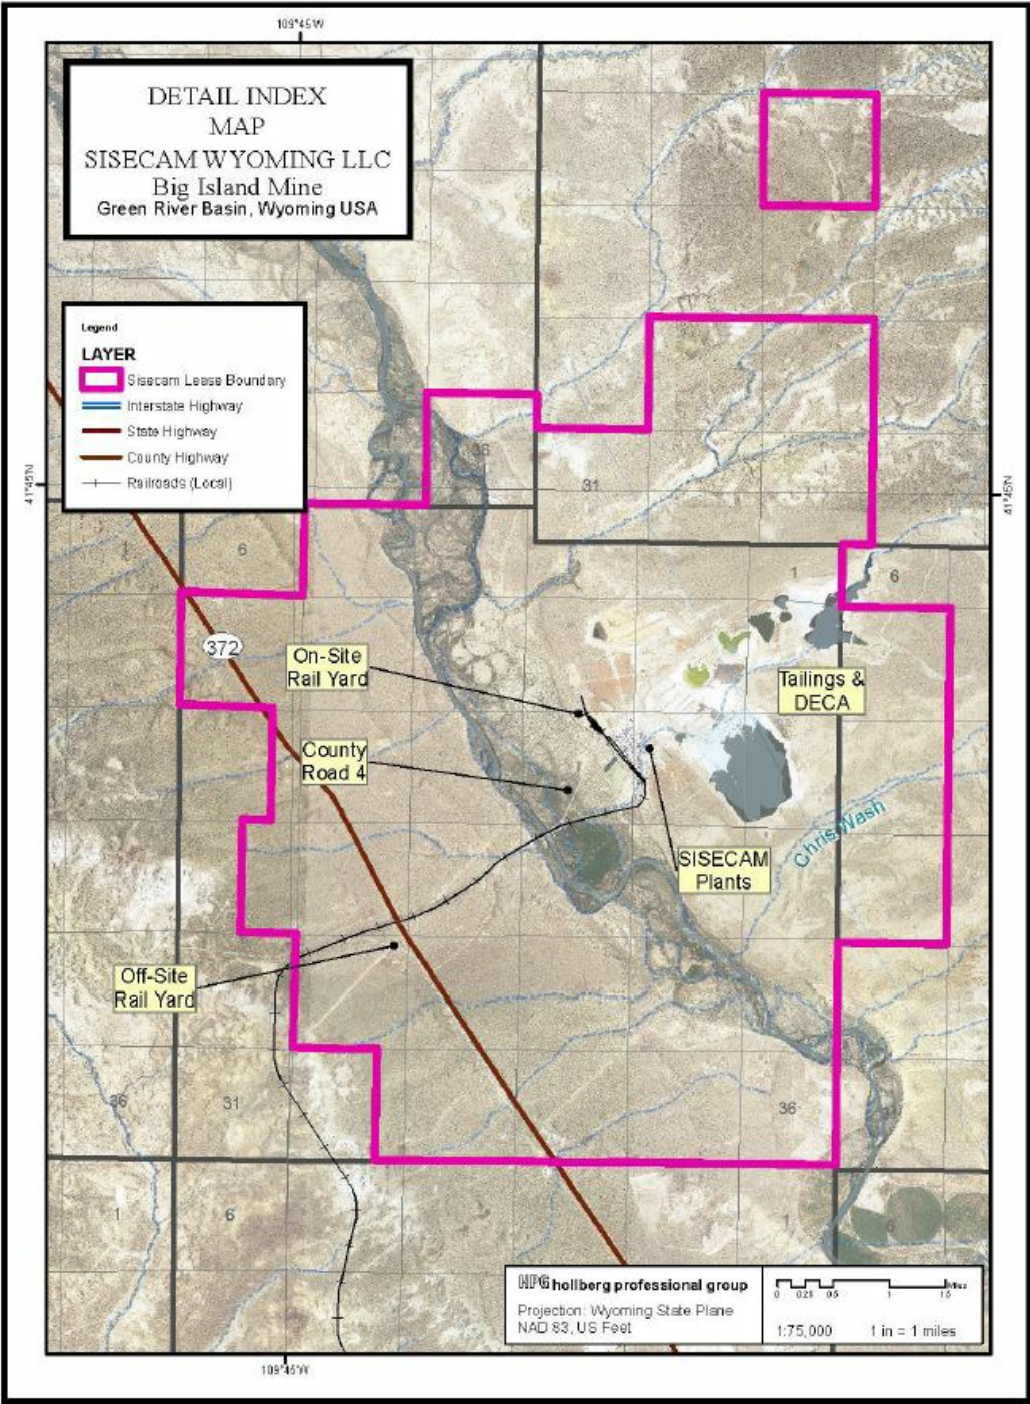 109°45'W
DETAIL INDEX
MAP
SISECAM WYOMING LLC
Big Island Mine
Green River Basin, Wyoming USA
Legend
LAYER
Sisecam Lease Boundary
Interstate Highway
State Highway
County Highway
Railroads (Local)
41°45'N
41°45'N
36
31
1
6
1
6
372
On-Site
Rail Yard
Tailings &
DECA
County
Road 4
Chris Wash
SISECAM
Plants
Off-Site
Rail Yard
36
31
36
1
6
1
6
HPG hollberg professional group
Projection: Wyoming State Plane
NAD 83, US Feet
0 0.25 0.5 1 1.5 Miles
1:75,000 1 in = 1 miles
109°45'W